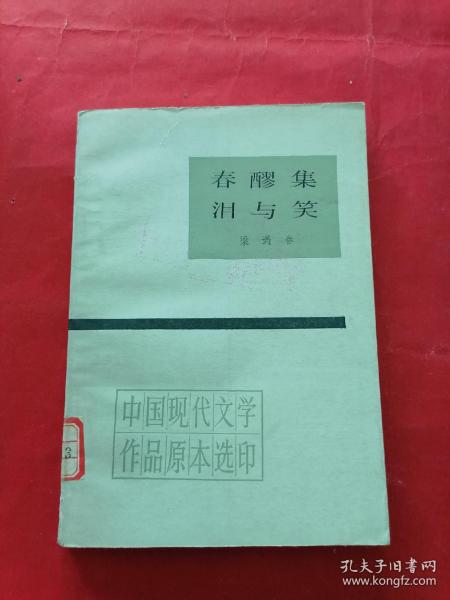 春醪集
泪与笑
梁遇春
中国现代文学
作品原本选印
3
孔夫子旧书网
www.kongfz.com